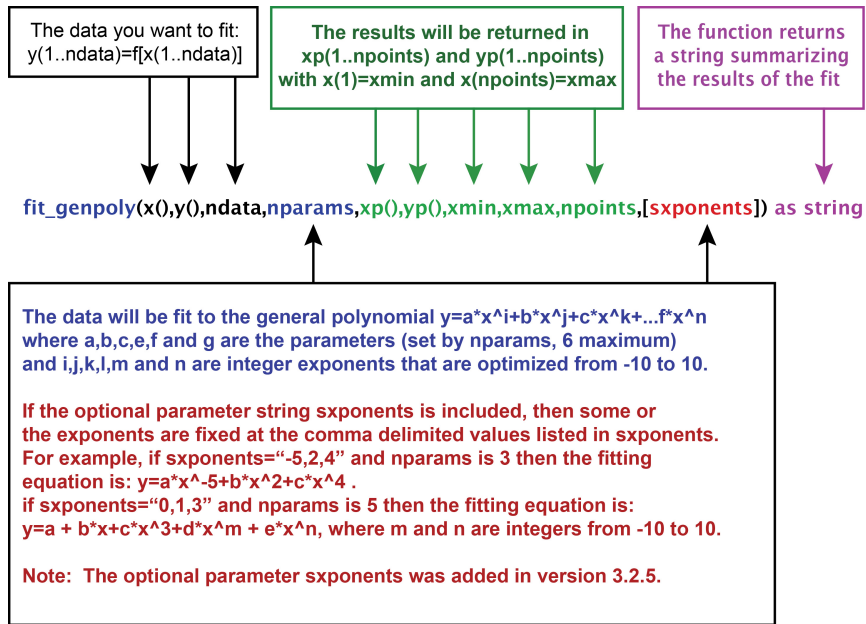 The data you want to fit:
y(1..ndata)=f[x(1..ndata)]
The results will be returned in
xp(1..npoints) and yp(1..npoints)
with x(1)=xmin and x(npoints)=xmax
The function returns
a string summarizing
the results of the fit
fit_genpoly(x(),y(),ndata,nparams,xp(),yp(),xmin,xmax,npoints,[sxponents]) as string
The data will be fit to the general polynomial y=a*x^i+b*x^j+c*x^k+...f*x^n
where a,b,c,e,f and g are the parameters (set by nparams, 6 maximum)
and i,j,k,l,m and n are integer exponents that are optimized from -10 to 10.
If the optional parameter string sxponents is included, then some or
the exponents are fixed at the comma delimited values listed in sxponents.
For example, if sxponents=“-5,2,4” and nparams is 3 then the fitting
equation is: y=a*x^-5+b*x^2+c*x^4 .
if sxponents=“0,1,3” and nparams is 5 then the fitting equation is:
y=a + b*x+c*x^3+d*x^m + e*x^n, where m and n are integers from -10 to 10.
Note:  The optional parameter sxponents was added in version 3.2.5.